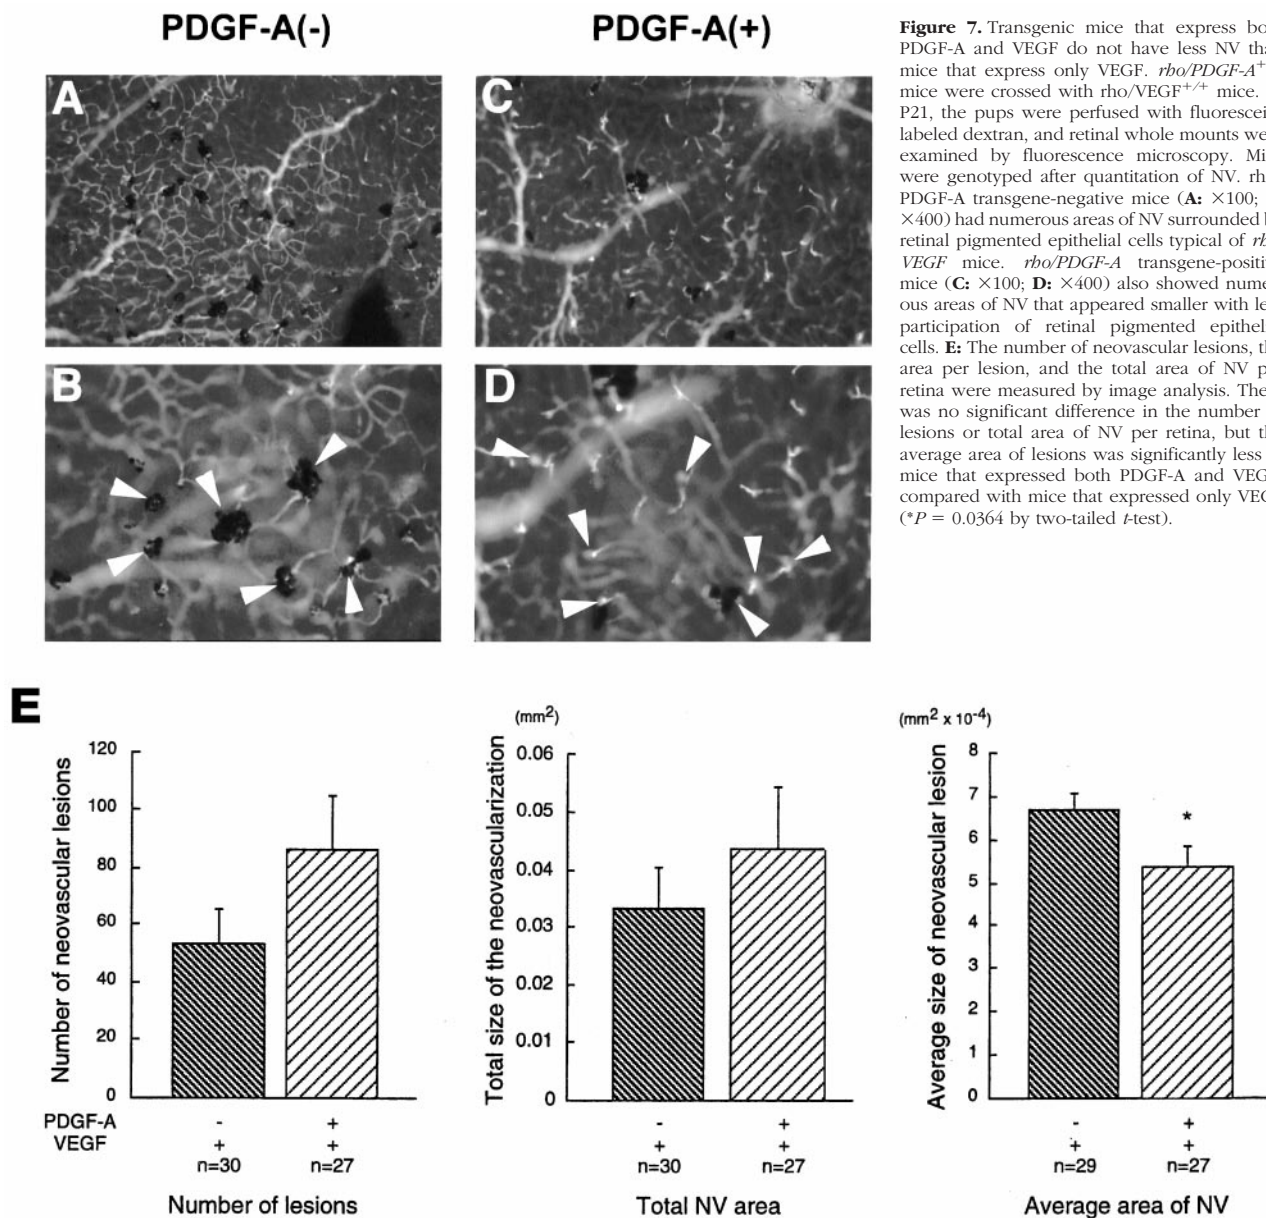 PDGF-A(-)
PDGF-A(+)
A
C
B
D
Figure 7. Transgenic mice that express bo
PDGF-A and VEGF do not have less NV tha
mice that express only VEGF. rho/PDGF-A+
mice were crossed with rho/VEGF+/+ mice.
P21, the pups were perfused with fluorescei
labeled dextran, and retinal whole mounts we
examined by fluorescence microscopy. Mi
were genotyped after quantitation of NV. rh
PDGF-A transgene-negative mice (A: ×100;
×400) had numerous areas of NV surrounded b
retinal pigmented epithelial cells typical of rh
VEGF mice. rho/PDGF-A transgene-positiv
mice (C: ×100; D: ×400) also showed nume
ous areas of NV that appeared smaller with le
participation of retinal pigmented epitheli
cells. E: The number of neovascular lesions, th
area per lesion, and the total area of NV p
retina were measured by image analysis. The
was no significant difference in the number
lesions or total area of NV per retina, but th
average area of lesions was significantly less
mice that expressed both PDGF-A and VEG
compared with mice that expressed only VEG
(*P = 0.0364 by two-tailed t-test).
E
Number of neovascular lesions
120
100
80
60
40
20
0
PDGF-A - +
VEGF + +
n=30 n=27
Number of lesions
(mm2)
Total size of the neovascularization
0.06
0.05
0.04
0.03
0.02
0.01
0
- +
+ +
n=30 n=27
Total NV area
(mm2 x 10-4)
Average size of neovascular lesion
8
7
6
5
4
3
2
1
0
*
- +
+ +
n=29 n=27
Average area of NV